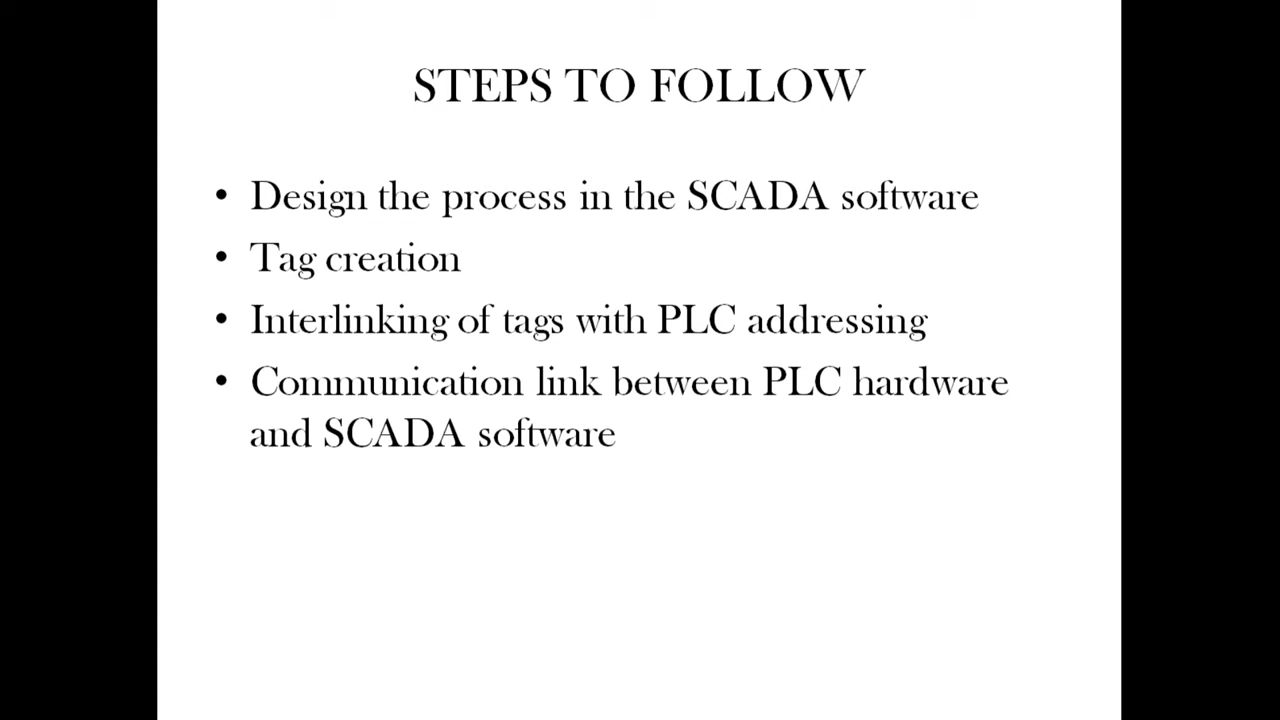 STEPS TO FOLLOW
• Design the process in the SCADA software
• Tag creation
• Interlinking of tags with PLC addressing
• Communication link between PLC hardware
and SCADA software